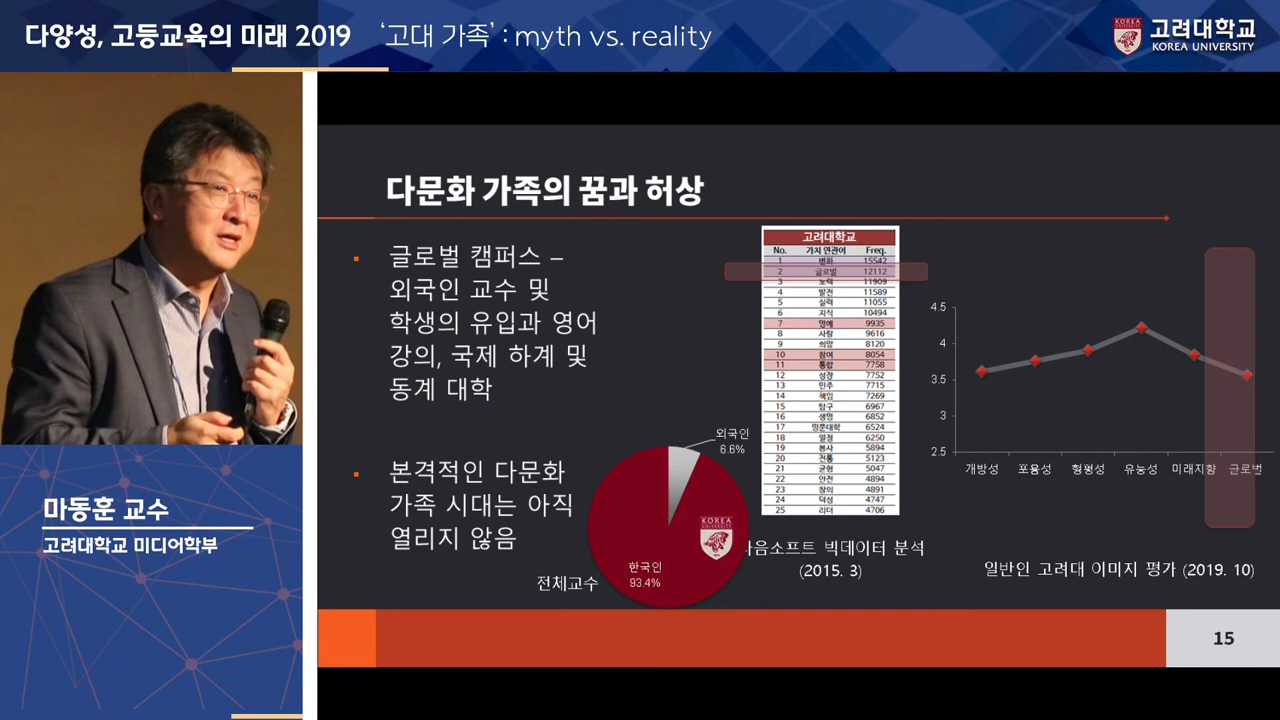 다양성, 고등교육의 미래 2019
‘고대 가족’ : myth vs. reality
KOREA
고려대학교
KOREA UNIVERSITY
다문화 가족의 꿈과 허상
글로벌 캠퍼스 –
외국인 교수 및
학생의 유입과 영어
강의, 국제 하계 및
동계 대학
본격적인 다문화
가족 시대는 아직
열리지 않음
외국인
6.6%
한국인
93.4%
KOREA
전체교수
고려대학교
No. 가치 연관어 Freq.
1 변화 15542
2 글로벌 12112
3 노력 11909
4 발전 11589
5 실력 11055
6 지식 10494
7 명예 9935
8 사랑 9616
9 희망 8120
10 참여 8054
11 통합 7758
12 성장 7752
13 민주 7715
14 책임 7269
15 탐구 6967
16 생명 6852
17 명문대학 6524
18 열정 6250
19 봉사 5894
20 전통 5123
21 균형 5047
22 안전 4894
23 창의 4891
24 덕성 4747
25 리더 4706
음소프트 빅데이터 분석
(2015. 3)
4.5
4
3.5
3
2.5
개방성 포용성 형평성 유능성 미래지향 글로벌
일반인 고려대 이미지 평가 (2019. 10)
15
마동훈 교수
고려대학교 미디어학부